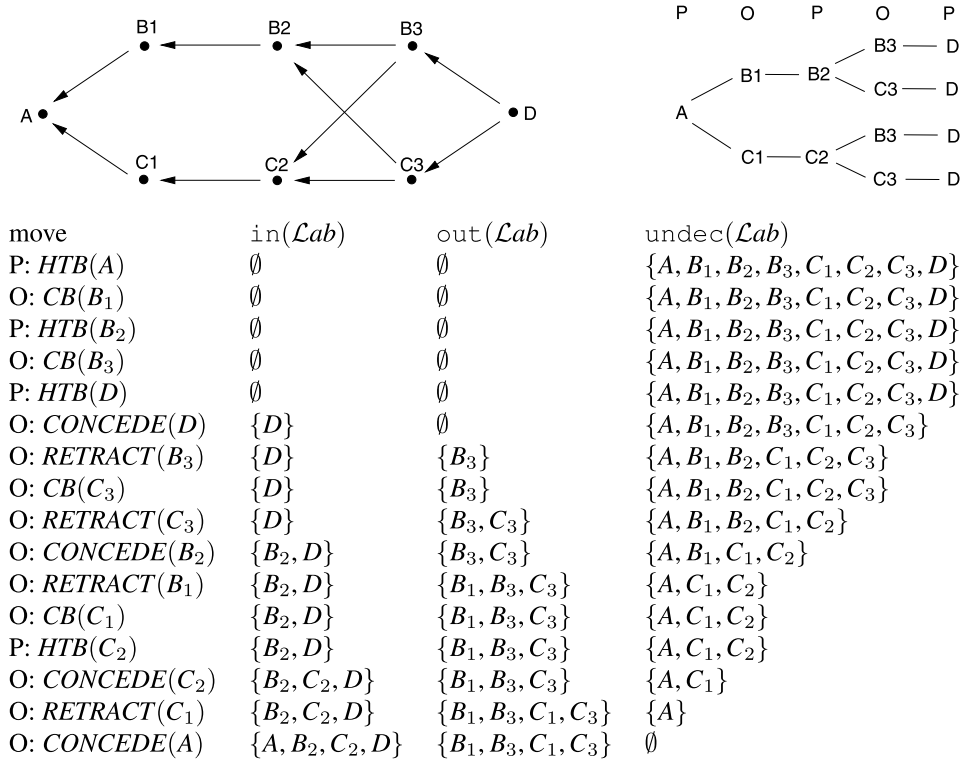 B1 B2 B3
A D
C1 C2 C3
P O P O P
B3 D
B1 B2
C3 D
A
B3 D
C1 C2
C3 D
move in(ℒab) out(ℒab) undec(ℒab)
P: HTB(A) ∅ ∅ {A, B₁, B₂, B₃, C₁, C₂, C₃, D}
O: CB(B₁) ∅ ∅ {A, B₁, B₂, B₃, C₁, C₂, C₃, D}
P: HTB(B₂) ∅ ∅ {A, B₁, B₂, B₃, C₁, C₂, C₃, D}
O: CB(B₃) ∅ ∅ {A, B₁, B₂, B₃, C₁, C₂, C₃, D}
P: HTB(D) ∅ ∅ {A, B₁, B₂, B₃, C₁, C₂, C₃, D}
O: CONCEDE(D) {D} ∅ {A, B₁, B₂, B₃, C₁, C₂, C₃}
O: RETRACT(B₃) {D} {B₃} {A, B₁, B₂, C₁, C₂, C₃}
O: CB(C₃) {D} {B₃} {A, B₁, B₂, C₁, C₂, C₃}
O: RETRACT(C₃) {D} {B₃, C₃} {A, B₁, B₂, C₁, C₂}
O: CONCEDE(B₂) {B₂, D} {B₃, C₃} {A, B₁, C₁, C₂}
O: RETRACT(B₁) {B₂, D} {B₁, B₃, C₃} {A, C₁, C₂}
O: CB(C₁) {B₂, D} {B₁, B₃, C₃} {A, C₁, C₂}
P: HTB(C₂) {B₂, D} {B₁, B₃, C₃} {A, C₁, C₂}
O: CONCEDE(C₂) {B₂, C₂, D} {B₁, B₃, C₃} {A, C₁}
O: RETRACT(C₁) {B₂, C₂, D} {B₁, B₃, C₁, C₃} {A}
O: CONCEDE(A) {A, B₂, C₂, D} {B₁, B₃, C₁, C₃} ∅